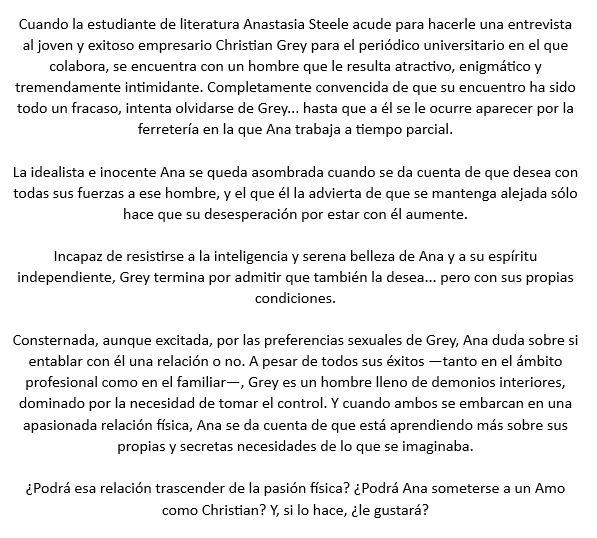 Cuando la estudiante de literatura Anastasia Steele acude para hacerle una entrevista
al joven y exitoso empresario Christian Grey para el periódico universitario en el que
colabora, se encuentra con un hombre que le resulta atractivo, enigmático y
tremendamente intimidante. Completamente convencida de que su encuentro ha sido
todo un fracaso, intenta olvidarse de Grey... hasta que a él se le ocurre aparecer por la
ferretería en la que Ana trabaja a tiempo parcial.
La idealista e inocente Ana se queda asombrada cuando se da cuenta de que desea con
todas sus fuerzas a ese hombre, y el que él la advierta de que se mantenga alejada sólo
hace que su desesperación por estar con él aumente.
Incapaz de resistirse a la inteligencia y serena belleza de Ana y a su espíritu
independiente, Grey termina por admitir que también la desea... pero con sus propias
condiciones.
Consternada, aunque excitada, por las preferencias sexuales de Grey, Ana duda sobre si
entablar con él una relación o no. A pesar de todos sus éxitos —tanto en el ámbito
profesional como en el familiar—, Grey es un hombre lleno de demonios interiores,
dominado por la necesidad de tomar el control. Y cuando ambos se embarcan en una
apasionada relación física, Ana se da cuenta de que está aprendiendo más sobre sus
propias y secretas necesidades de lo que se imaginaba.
¿Podrá esa relación trascender de la pasión física? ¿Podrá Ana someterse a un Amo
como Christian? Y, si lo hace, ¿le gustará?